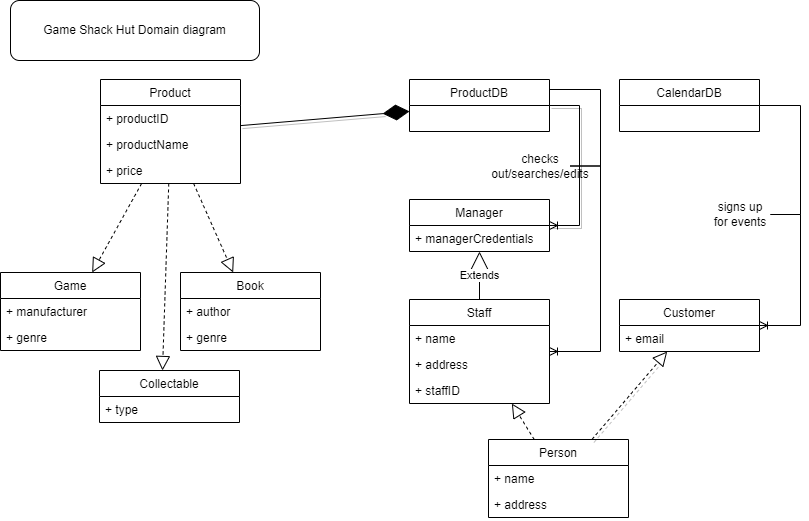 Game Shack Hut Domain diagram
Product
+ productID
+ productName
+ price
ProductDB
CalendarDB
checks
out/searches/edits
signs up
for events
Manager
+ managerCredentials
Extends
Game
+ manufacturer
+ genre
Book
+ author
+ genre
Collectable
+ type
Staff
+ name
+ address
+ staffID
Customer
+ email
Person
+ name
+ address